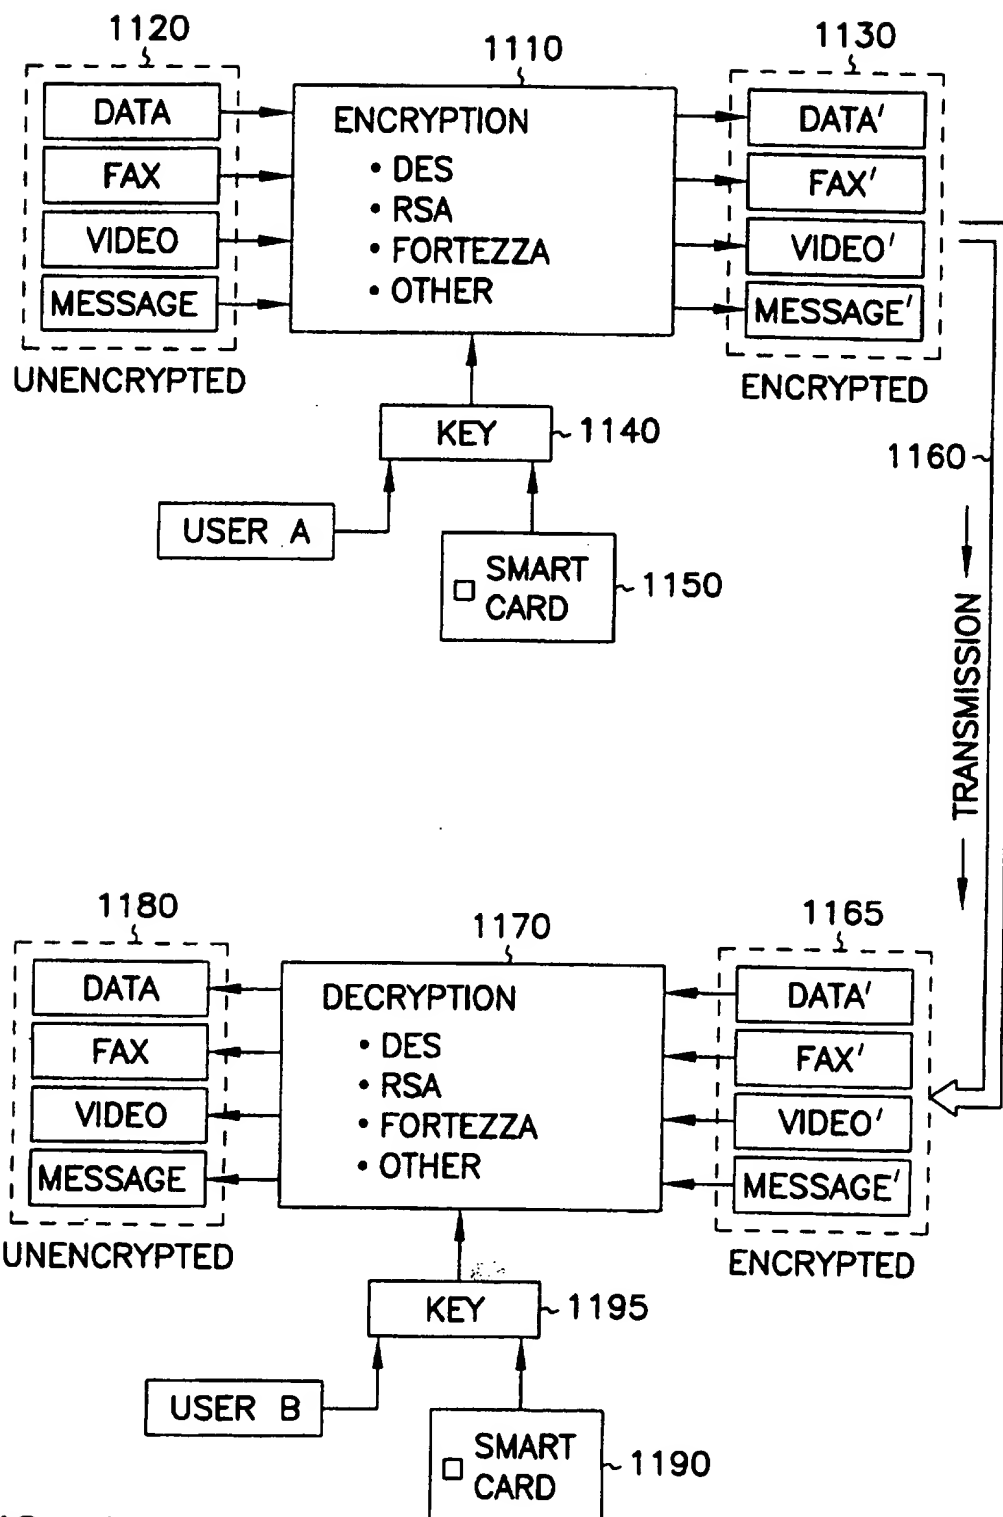 1120
1110
1130
DATA
FAX
VIDEO
MESSAGE
UNENCRYPTED
ENCRYPTION
• DES
• RSA
• FORTEZZA
• OTHER
DATA'
FAX'
VIDEO'
MESSAGE'
ENCRYPTED
KEY
1140
USER A
SMART
CARD
1150
1160
TRANSMISSION
1180
1170
1165
DATA
FAX
VIDEO
MESSAGE
UNENCRYPTED
DECRYPTION
• DES
• RSA
• FORTEZZA
• OTHER
DATA'
FAX'
VIDEO'
MESSAGE'
ENCRYPTED
KEY
1195
USER B
SMART
CARD
1190